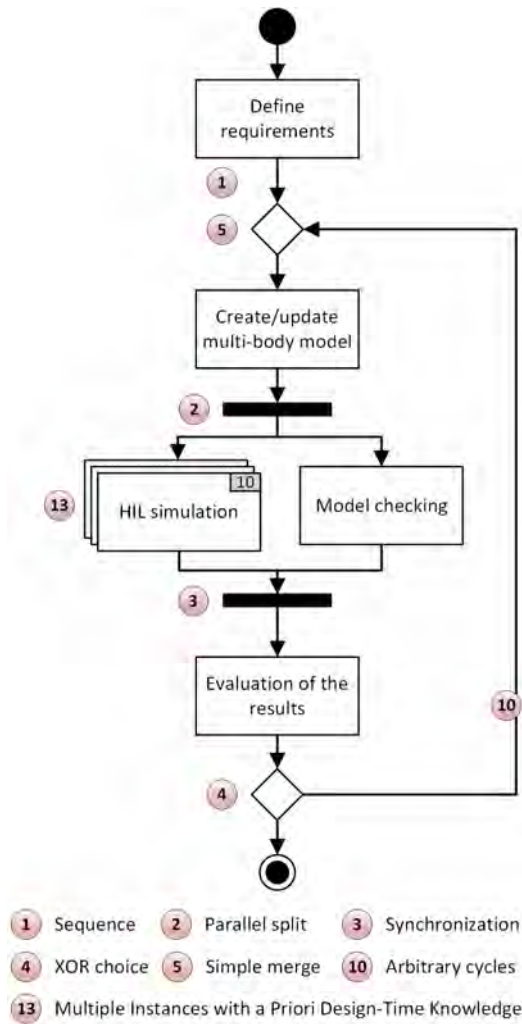 Define
requirements
1
5
Create/update
multi-body model
2
10
13
HIL simulation
Model checking
3
Evaluation of the
results
10
4
1 Sequence 2 Parallel split 3 Synchronization
4 XOR choice 5 Simple merge 10 Arbitrary cycles
13 Multiple Instances with a Priori Design-Time Knowledge